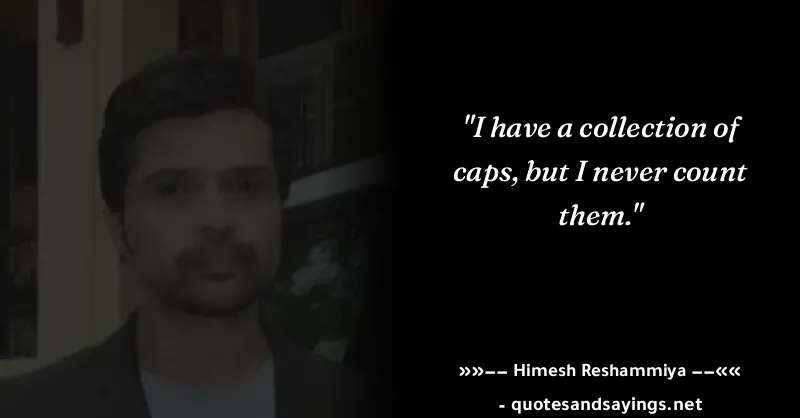 "I have a collection of
caps, but I never count
them."
»»−− Himesh Reshammiya −−««
- quotesandsayings.net